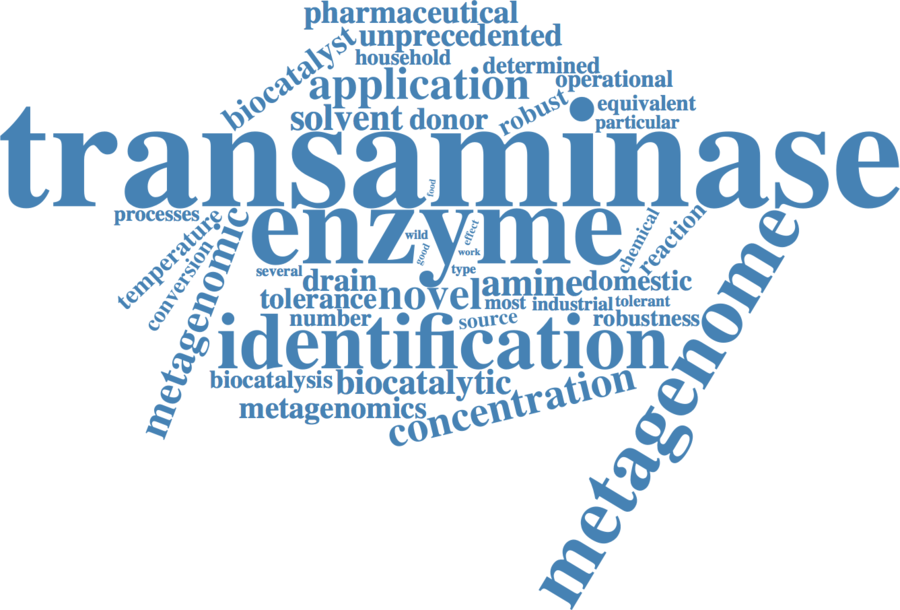 pharmaceutical
unprecedented
biocatalyst
household
determined
application
operational
robust
equivalent
solvent
donor
particular
transaminase
food
processes
enzyme
wild
good
effect
work
type
chemical
reaction
temperature
conversion
metagenomic
metagenome
several
drain
amine
domestic
tolerance
novel
most
industrial
tolerant
number
source
robustness
identification
biocatalysis
biocatalytic
concentration
metagenomics